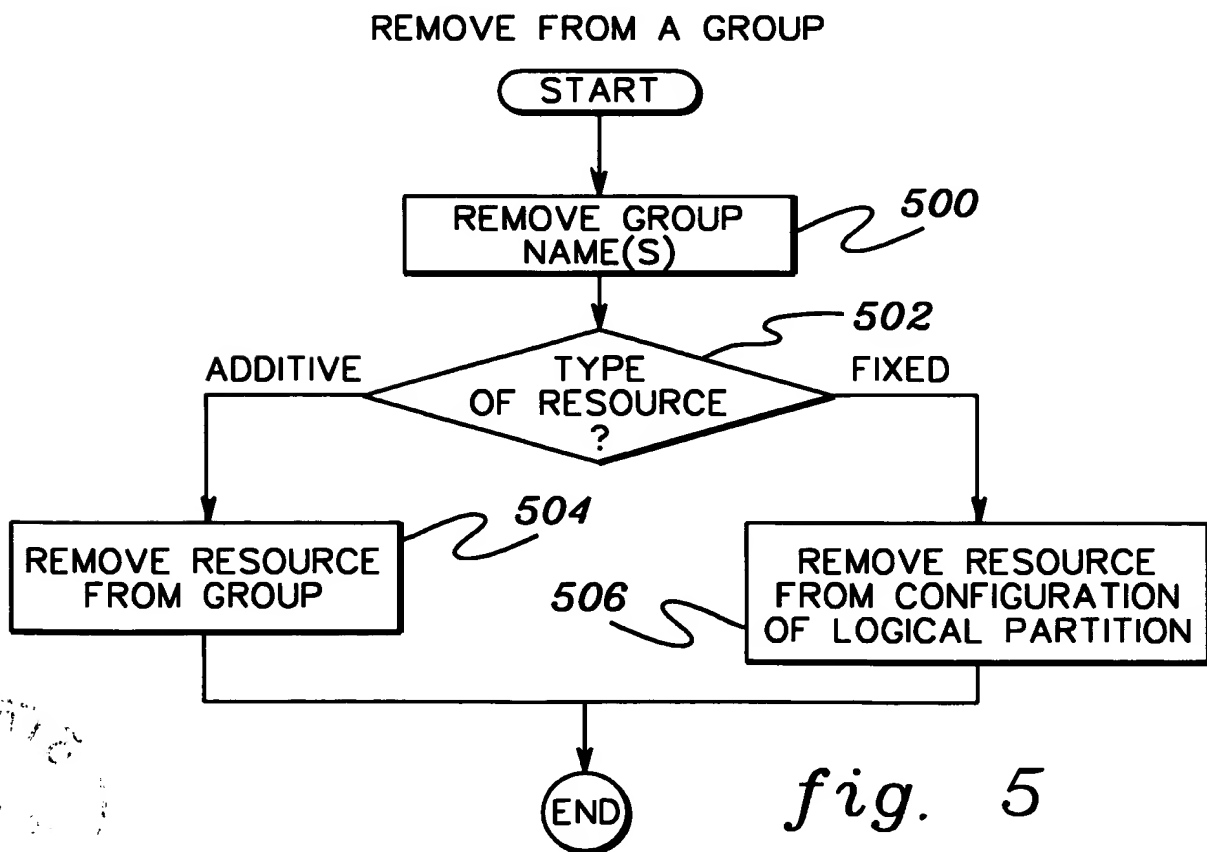 REMOVE FROM A GROUP
START
REMOVE GROUP
NAME(S)
500
502
ADDITIVE
TYPE
OF RESOURCE
?
FIXED
504
REMOVE RESOURCE
FROM GROUP
506
REMOVE RESOURCE
FROM CONFIGURATION
OF LOGICAL PARTITION
END
fig. 5